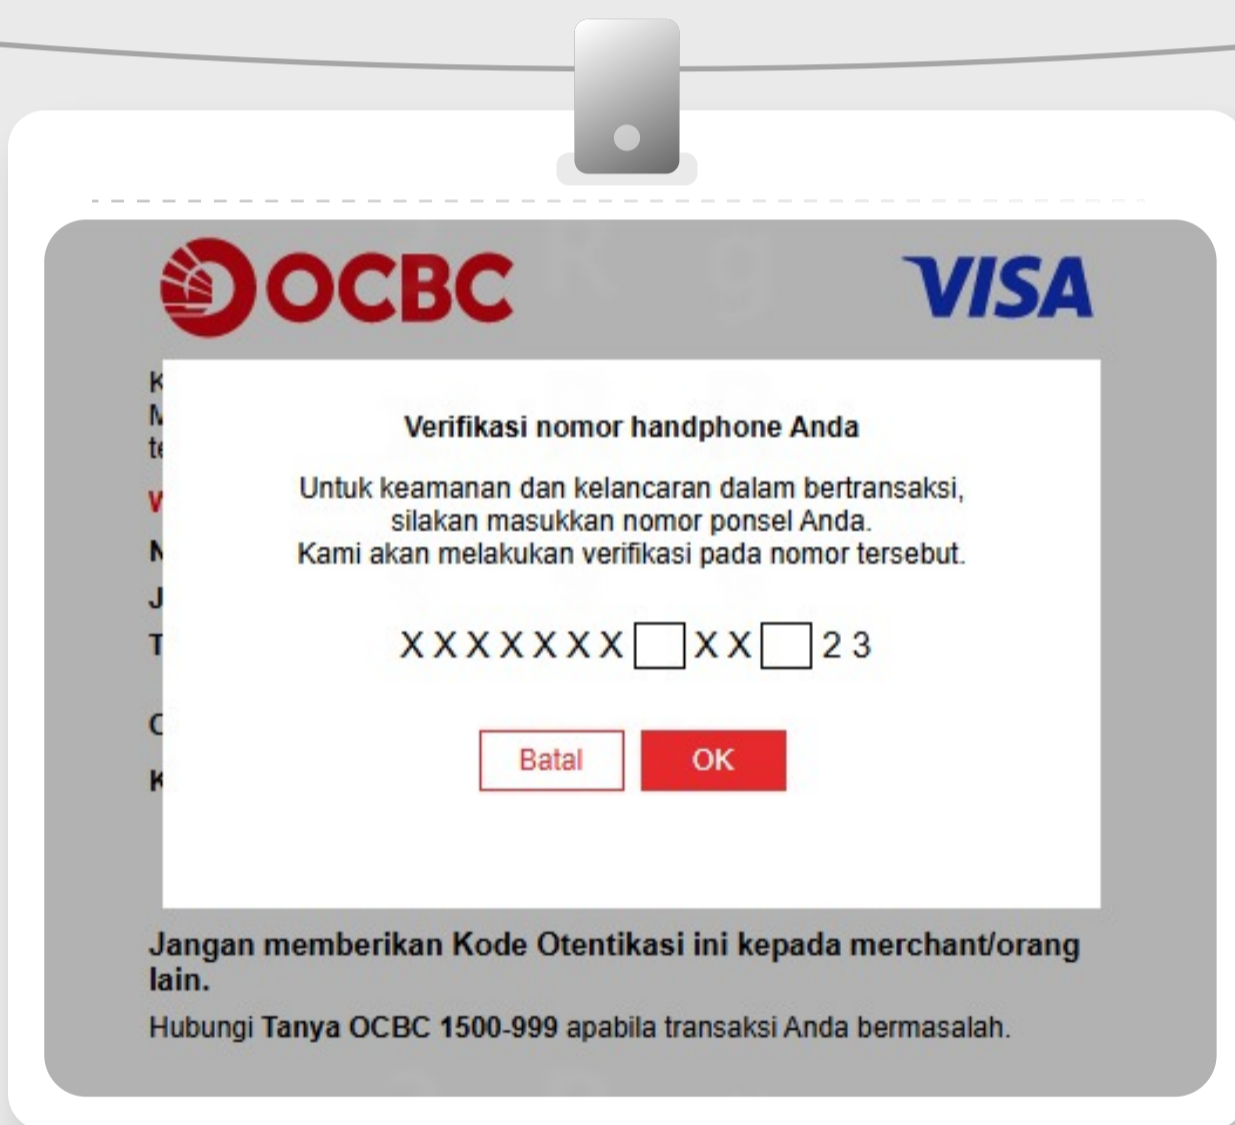 OCBC
VISA
Verifikasi nomor handphone Anda
Untuk keamanan dan kelancaran dalam bertransaksi,
silakan masukkan nomor ponsel Anda.
Kami akan melakukan verifikasi pada nomor tersebut.
XXXXXXX XX 23
Batal OK
Jangan memberikan Kode Otentikasi ini kepada merchant/orang
lain.
Hubungi Tanya OCBC 1500-999 apabila transaksi Anda bermasalah.